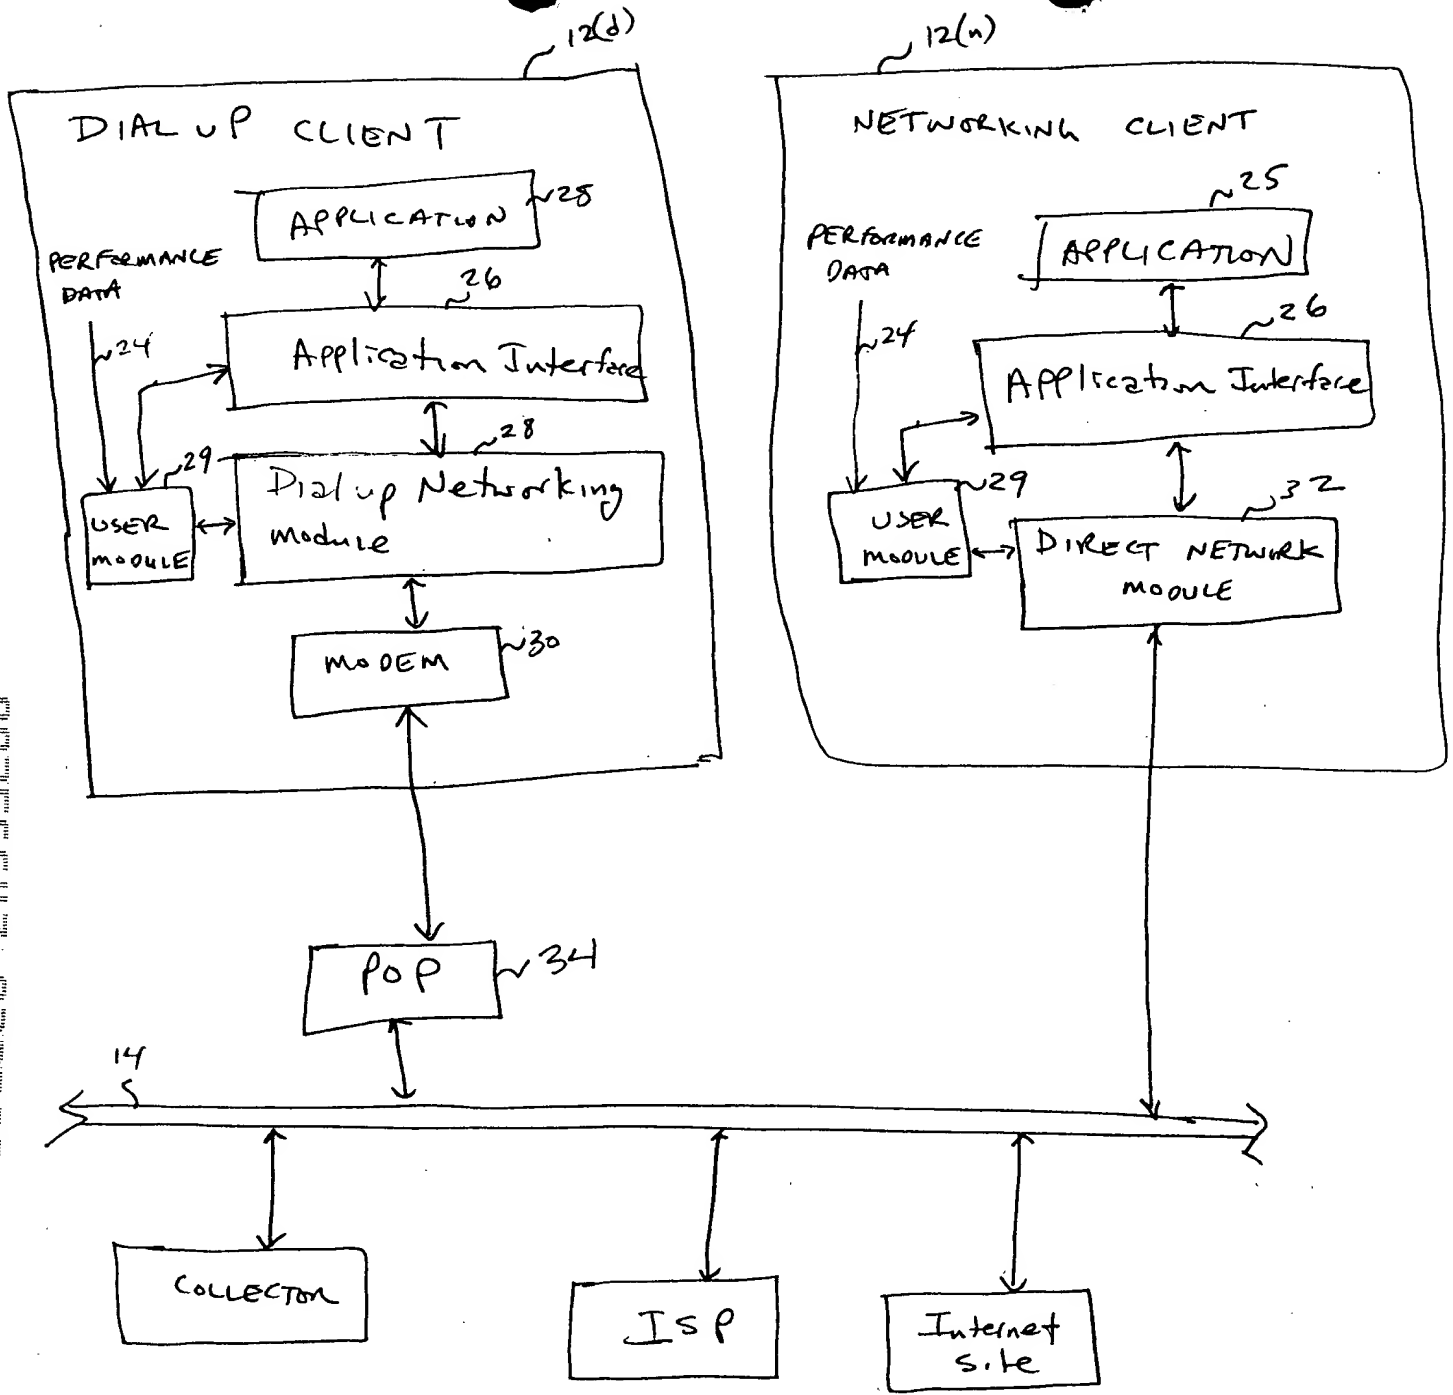 12(d)
DIAL UP CLIENT
APPLICATION
28
PERFORMANCE
DATA
24
26
Application Interface
28
29
USER
MODULE
Dial up Networking
module
30
MODEM
12(n)
NETWORKING CLIENT
25
APPLICATION
PERFORMANCE
DATA
24
26
Application Interface
29
USER
MODULE
32
DIRECT NETWORK
MODULE
POP
34
14
COLLECTOR
ISP
Internet
site